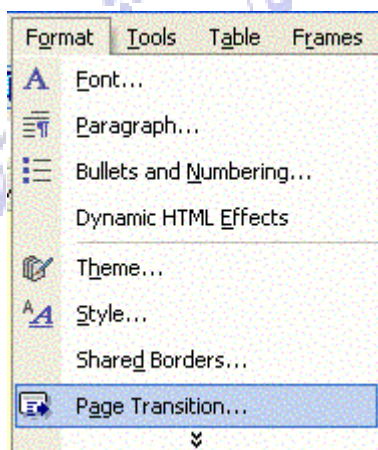 Format Tools Table Frames
Font...
Paragraph...
Bullets and Numbering...
Dynamic HTML Effects
Theme...
Style...
Shared Borders...
Page Transition...